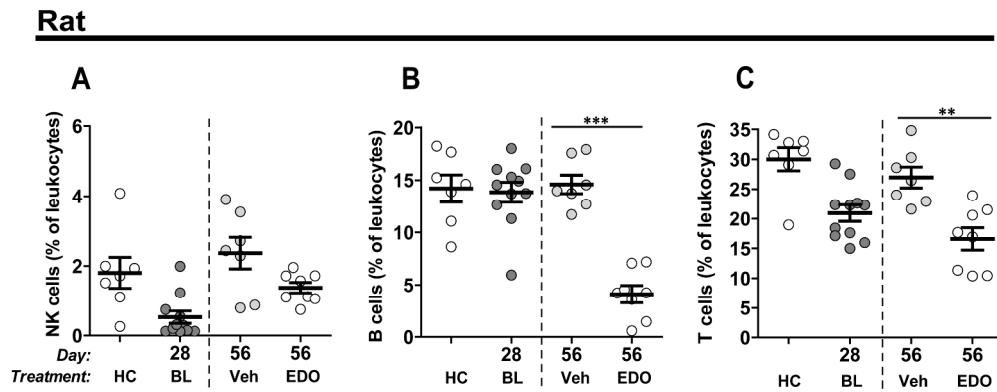 Rat
A
B
C
NK cells (% of leukocytes)
6
4
2
0
B cells (% of leukocytes)
20
15
10
5
0
***
T cells (% of leukocytes)
35
30
25
20
15
10
5
0
**
Day: 28 56 56 28 56 56 28 56 56
Treatment: HC BL Veh EDO HC BL Veh EDO HC BL Veh EDO